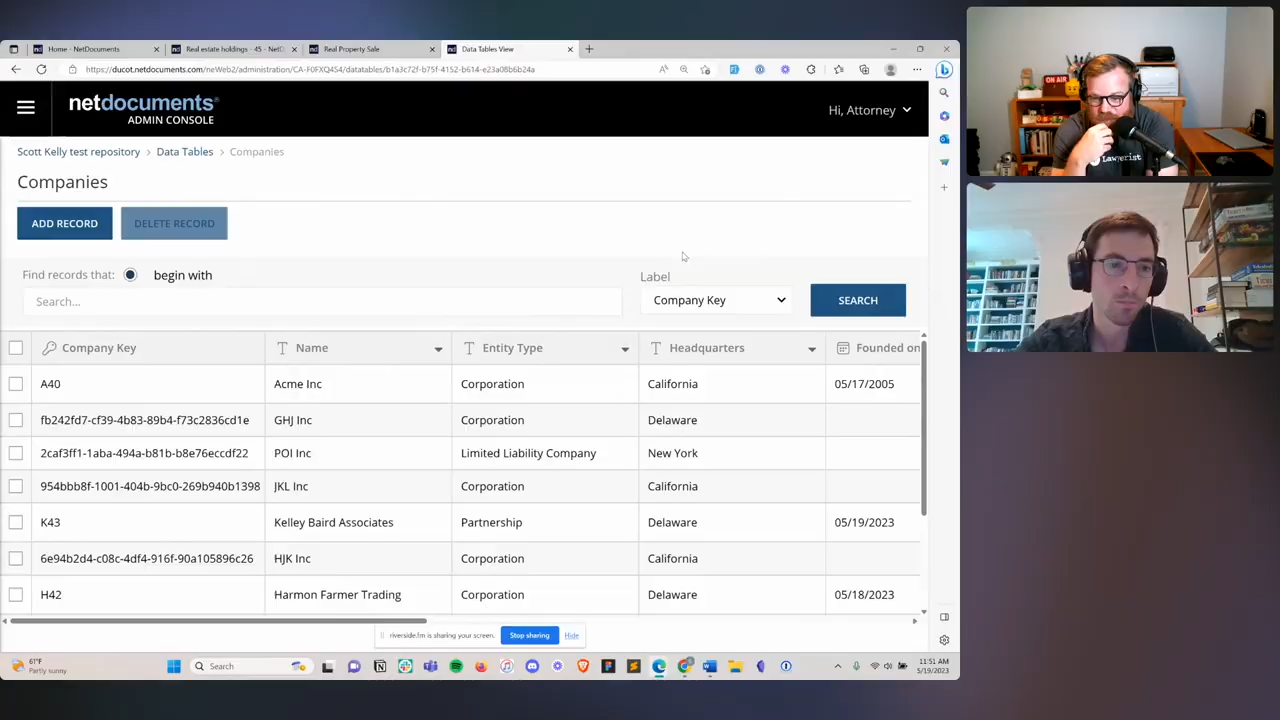 Home - NetDocuments
Real estate holdings - 45 - NetD
Real Property Sale
Data Tables View
https://ducot.netdocuments.com/neWeb2/administration/CA-F0FXQ4S4/datatables/b1a3c72f-b75f-4152-b614-e23a08b6b24a
netdocuments
ADMIN CONSOLE
Hi, Attorney
Scott Kelly test repository > Data Tables > Companies
Companies
ADD RECORD
DELETE RECORD
Find records that: begin with
Label
Search...
Company Key
SEARCH
Company Key Name Entity Type Headquarters Founded on
A40 Acme Inc Corporation California 05/17/2005
fb242fd7-cf39-4b83-89b4-f73c2836cd1e GHJ Inc Corporation Delaware
2caf3ff1-1aba-494a-b81b-b8e76eccdf22 POI Inc Limited Liability Company New York
954bbb8f-1001-404b-9bc0-269b940b1398 JKL Inc Corporation California
K43 Kelley Baird Associates Partnership Delaware 05/19/2023
6e94b2d4-c08c-4df4-916f-90a105896c26 HJK Inc Corporation California
H42 Harmon Farmer Trading Corporation Delaware 05/18/2023
riverside.fm is sharing your screen.
Stop sharing
Hide
61°F
Partly sunny
Search
11:51 AM
5/19/2023
ON AIR
Lawyerist